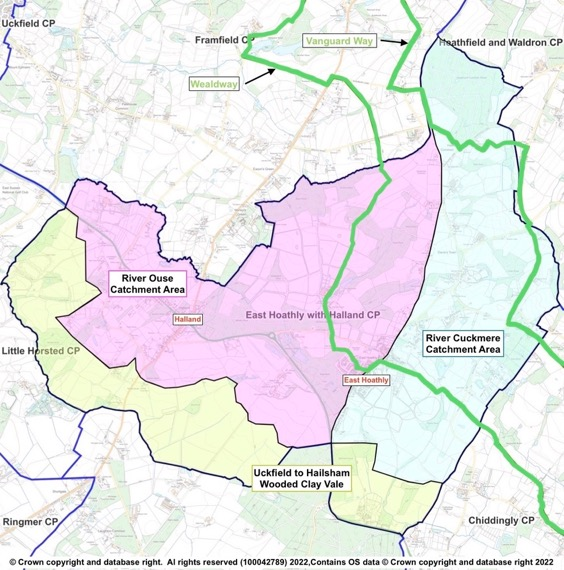 Uckfield CP
Framfield CP
Vanguard Way
Heathfield and Waldron CP
Wealdway
River Ouse
Catchment Area
Halland
East Hoathly with Halland CP
River Cuckmere
Catchment Area
Little Horsted CP
East Hoathly
Uckfield to Hailsham
Wooded Clay Vale
Ringmer CP
Chiddingly CP
© Crown copyright and database right.  All rights reserved (100042789) 2022,Contains OS data © Crown copyright and database right 2022